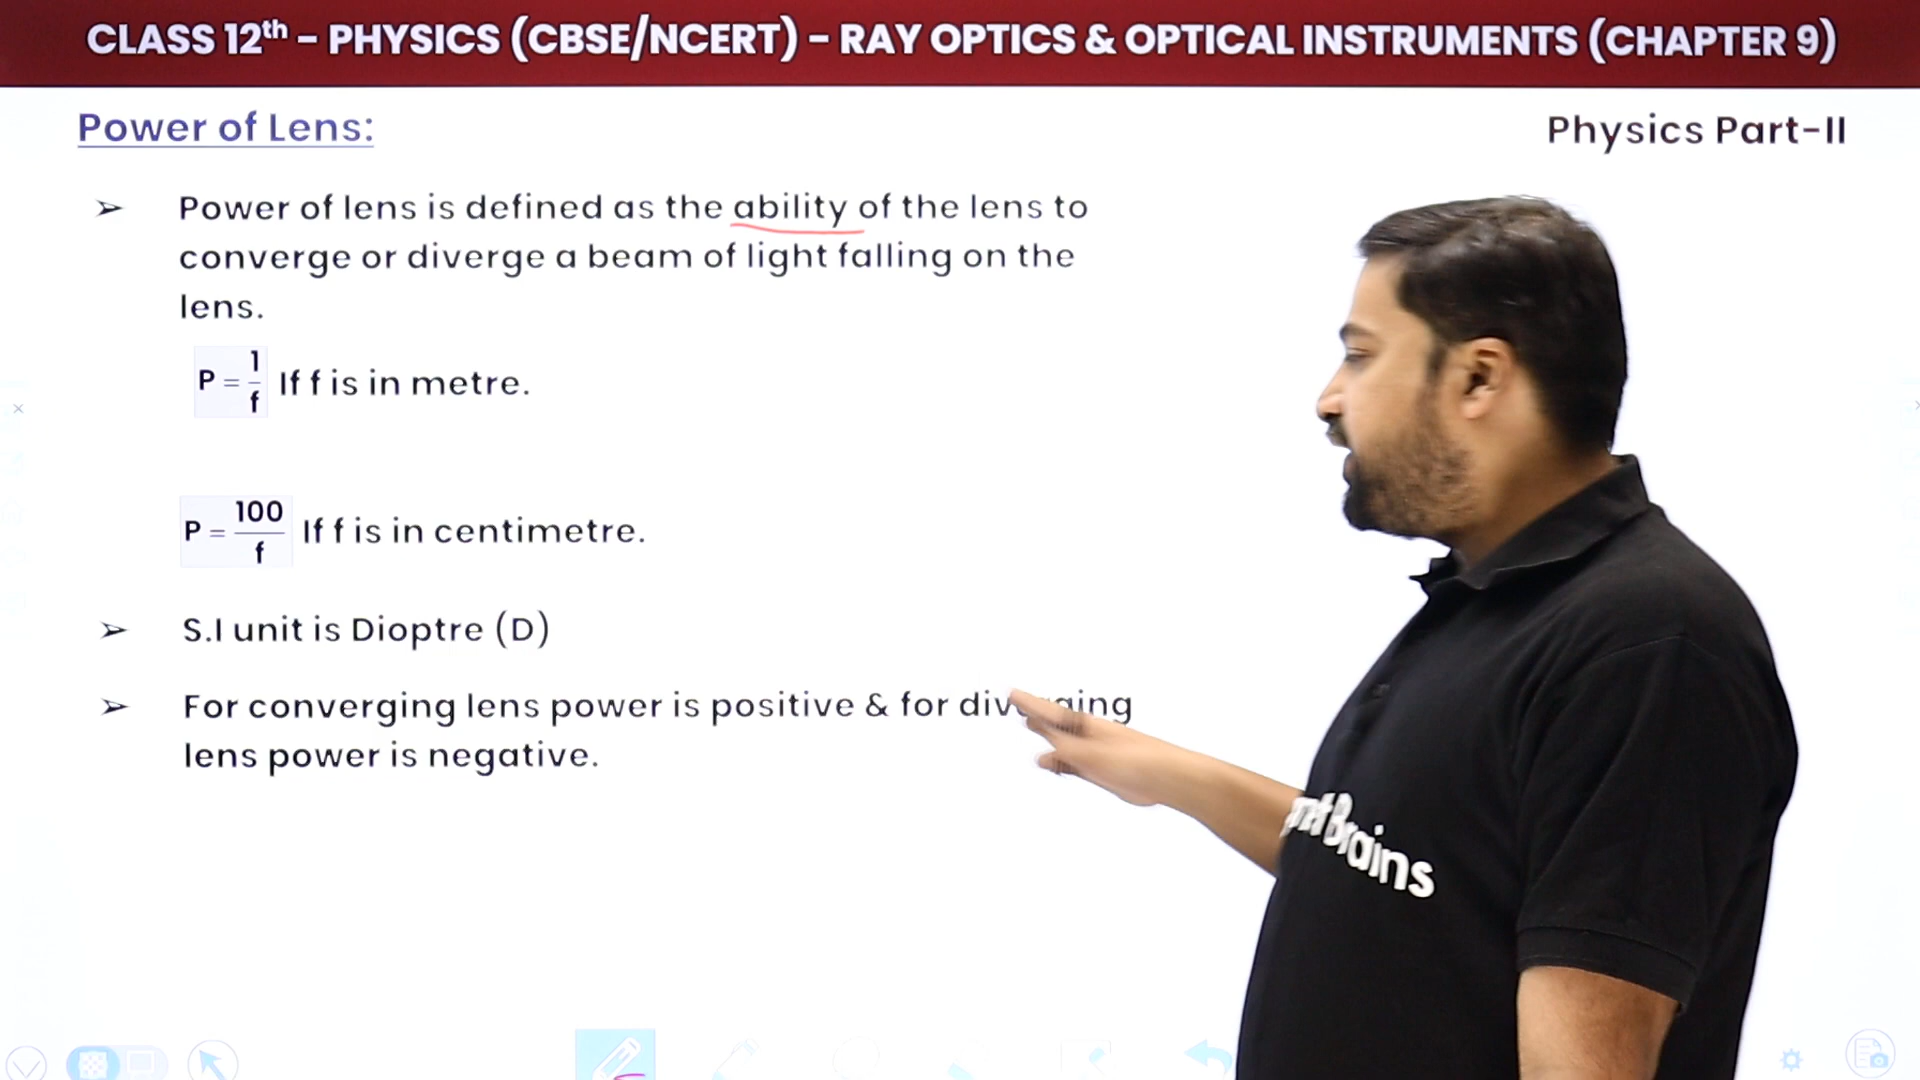 CLASS 12th – PHYSICS (CBSE/NCERT) – RAY OPTICS & OPTICAL INSTRUMENTS (CHAPTER 9)
Power of Lens:
Physics Part-II
➢ Power of lens is defined as the ability of the lens to
converge or diverge a beam of light falling on the
lens.
P = 1/f If f is in metre.
P = 100/f If f is in centimetre.
➢ S.I unit is Dioptre (D)
➢ For converging lens power is positive & for
lens power is negative.
Brains